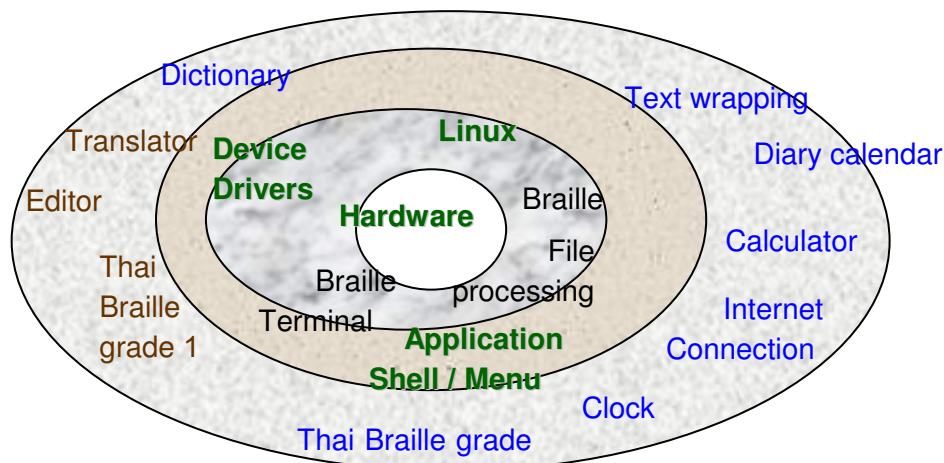 Dictionary
Text wrapping
Linux
Translator
Device
Drivers
Diary calendar
Editor
Braille
Hardware
Calculator
File
processing
Thai
Braille
grade 1
Braille
Terminal
Internet
Connection
Application
Shell / Menu
Clock
Thai Braille grade